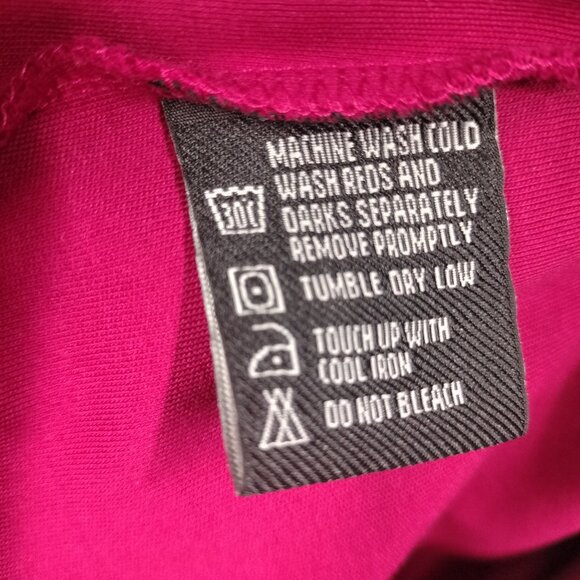 MACHINE WASH COLD
WASH REDS AND
DARKS SEPARATELY
REMOVE PROMPTLY
30C
TUMBLE DRY LOW
TOUCH UP WITH
COOL IRON
DO NOT BLEACH